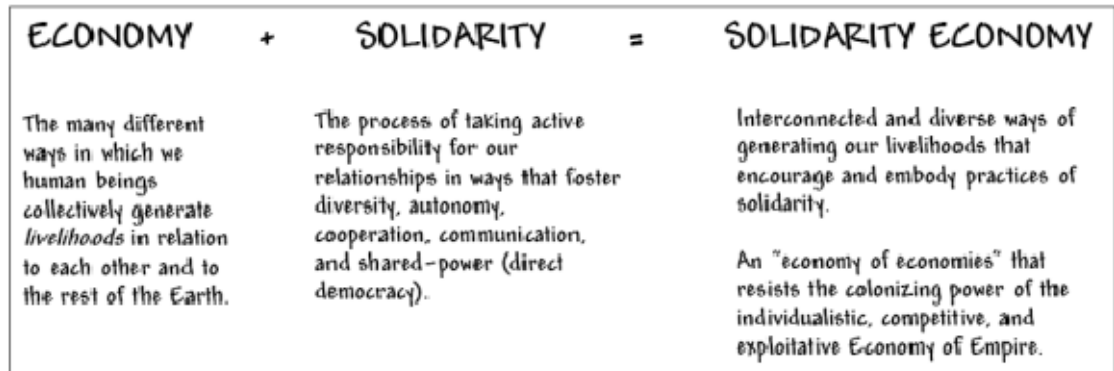 ECONOMY + SOLIDARITY = SOLIDARITY ECONOMY
The many different
ways in which we
human beings
collectively generate
livelihoods in relation
to each other and to
the rest of the Earth.
The process of taking active
responsibility for our
relationships in ways that foster
diversity, autonomy,
cooperation, communication,
and shared-power (direct
democracy).
Interconnected and diverse ways of
generating our livelihoods that
encourage and embody practices of
solidarity.
An "economy of economies" that
resists the colonizing power of the
individualistic, competitive, and
exploitative Economy of Empire.